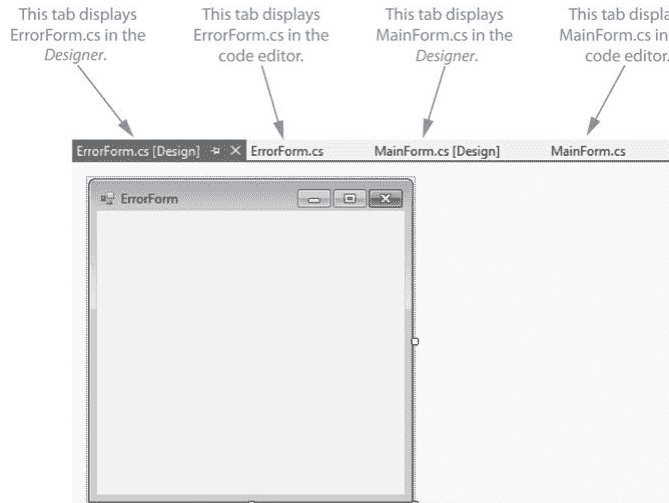 This tab displays
ErrorForm.cs in the
Designer.
This tab displays
ErrorForm.cs in the
code editor.
This tab displays
MainForm.cs in the
Designer.
This tab displa
MainForm.cs in
code editor.
ErrorForm.cs [Design]
ErrorForm.cs
MainForm.cs [Design]
MainForm.cs
ErrorForm